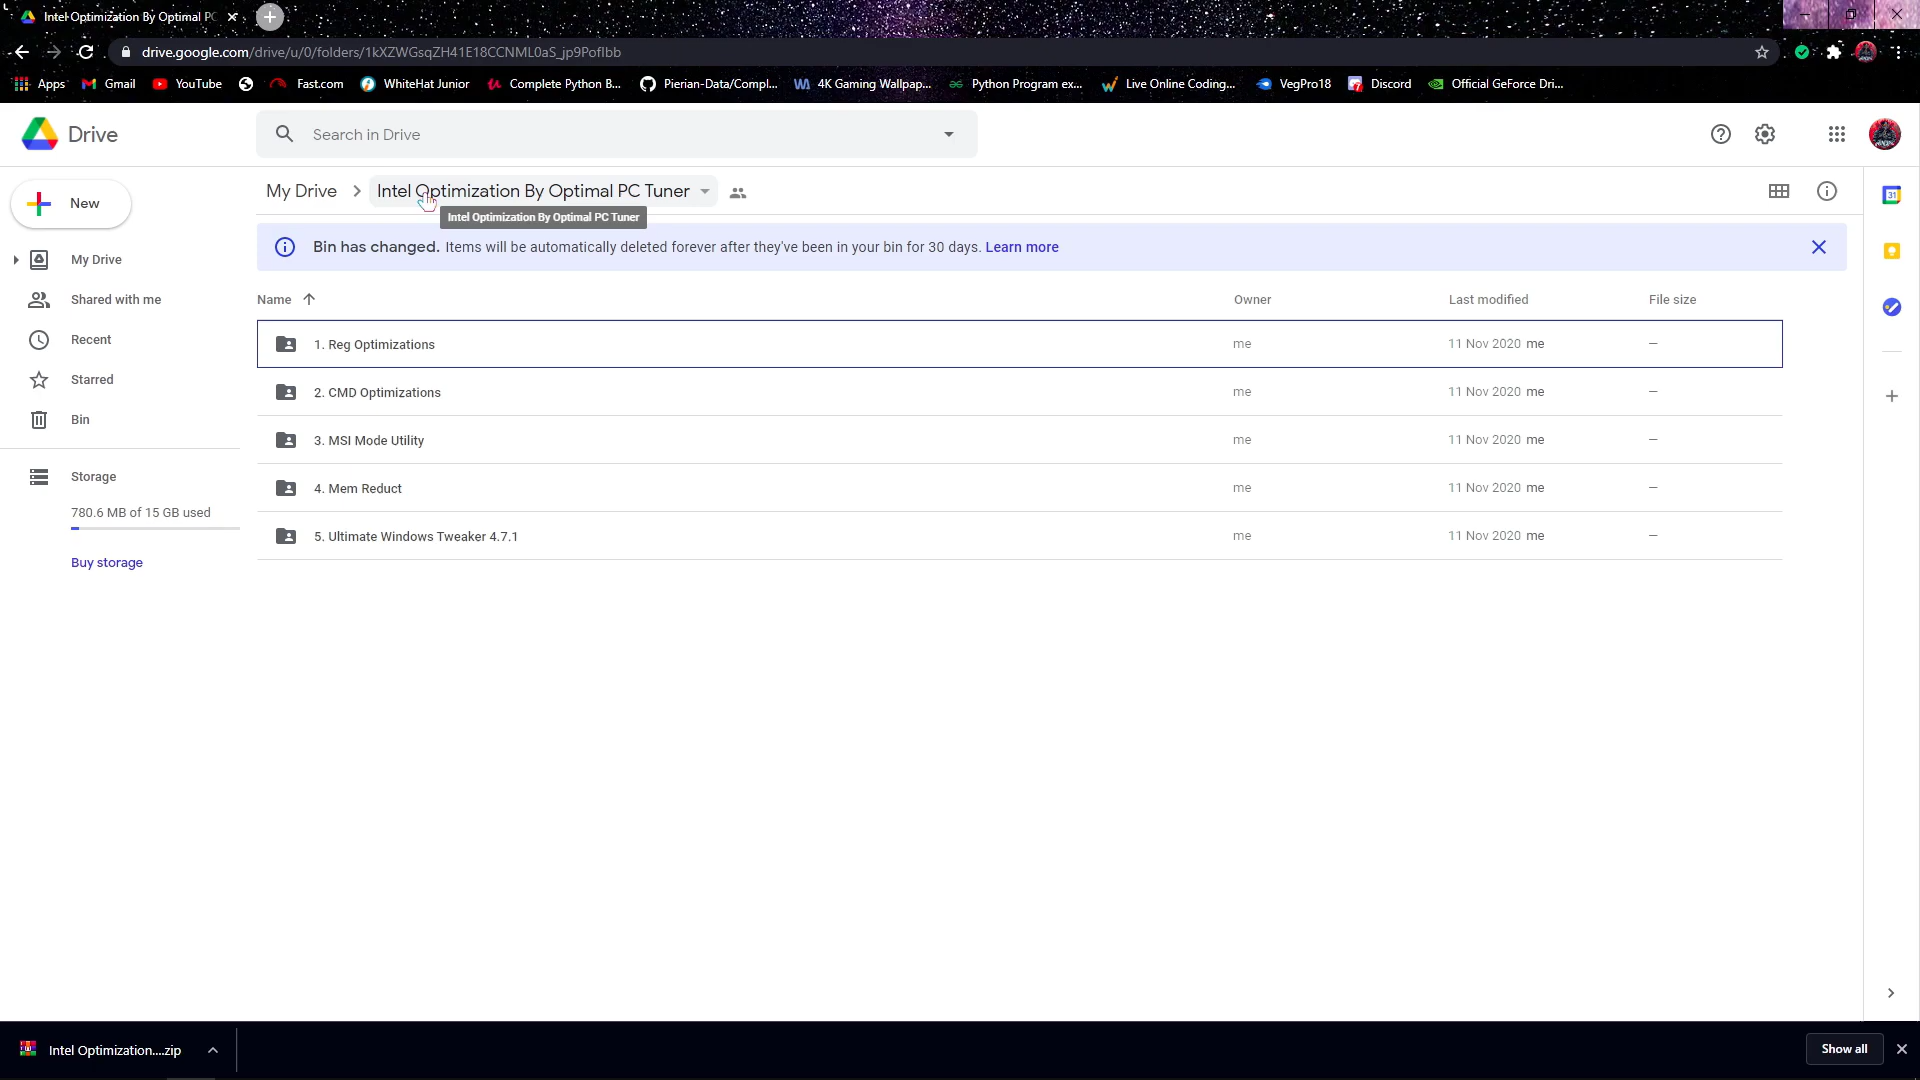 Intel Optimization By Optimal PC
drive.google.com/drive/u/0/folders/1kXZWGsqZH41E18CCNML0aS_jp9PofIbb
Apps Gmail YouTube Fast.com WhiteHat Junior Complete Python B... Pierian-Data/Compl... 4K Gaming Wallpap... Python Program ex... Live Online Coding... VegPro18 Discord Official GeForce Dri...
Drive Search in Drive
New My Drive Intel Optimization By Optimal PC Tuner
Intel Optimization By Optimal PC Tuner
Bin has changed. Items will be automatically deleted forever after they've been in your bin for 30 days. Learn more
My Drive
Shared with me
Recent
Starred
Bin
Storage
780.6 MB of 15 GB used
Buy storage
Name Owner Last modified File size
1. Reg Optimizations me 11 Nov 2020 me —
2. CMD Optimizations me 11 Nov 2020 me —
3. MSI Mode Utility me 11 Nov 2020 me —
4. Mem Reduct me 11 Nov 2020 me —
5. Ultimate Windows Tweaker 4.7.1 me 11 Nov 2020 me —
31
Intel Optimization....zip Show all